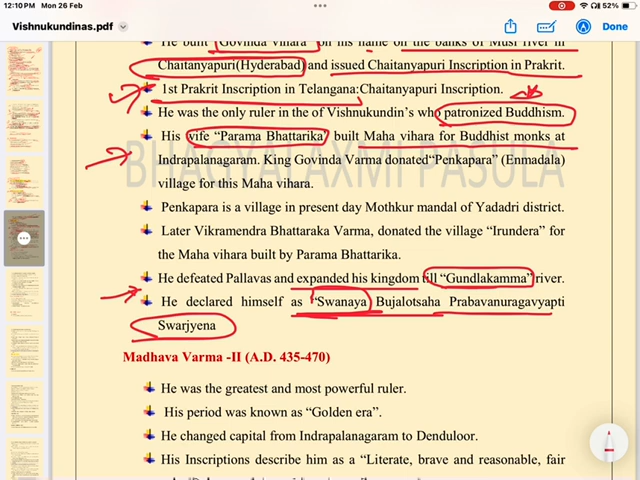 12:10 PM Mon 26 Feb
52%
Vishnukundinas.pdf
Done
He built "Govinda vihara" on his name on the banks of Musi river in
Chaitanyapuri(Hyderabad) and issued Chaitanyapuri Inscription in Prakrit.
1st Prakrit Inscription in Telangana:Chaitanyapuri Inscription.
He was the only ruler in the of Vishnukundin's who patronized Buddhism.
His wife "Parama Bhattarika" built Maha vihara for Buddhist monks at
Indrapalanagaram. King Govinda Varma donated"Penkapara" (Enmadala)
village for this Maha vihara.
BHAGYALAXMI PASULA
Penkapara is a village in present day Mothkur mandal of Yadadri district.
Later Vikramendra Bhattaraka Varma, donated the village "Irundera" for
the Maha vihara built by Parama Bhattarika.
He defeated Pallavas and expanded his kingdom till "Gundlakamma" river.
He declared himself as "Swanaya Bujalotsaha Prabavanuragavyapti
Swarjyena
Madhava Varma -II (A.D. 435-470)
He was the greatest and most powerful ruler.
His period was known as "Golden era".
He changed capital from Indrapalanagaram to Denduloor.
His Inscriptions describe him as a "Literate, brave and reasonable, fair